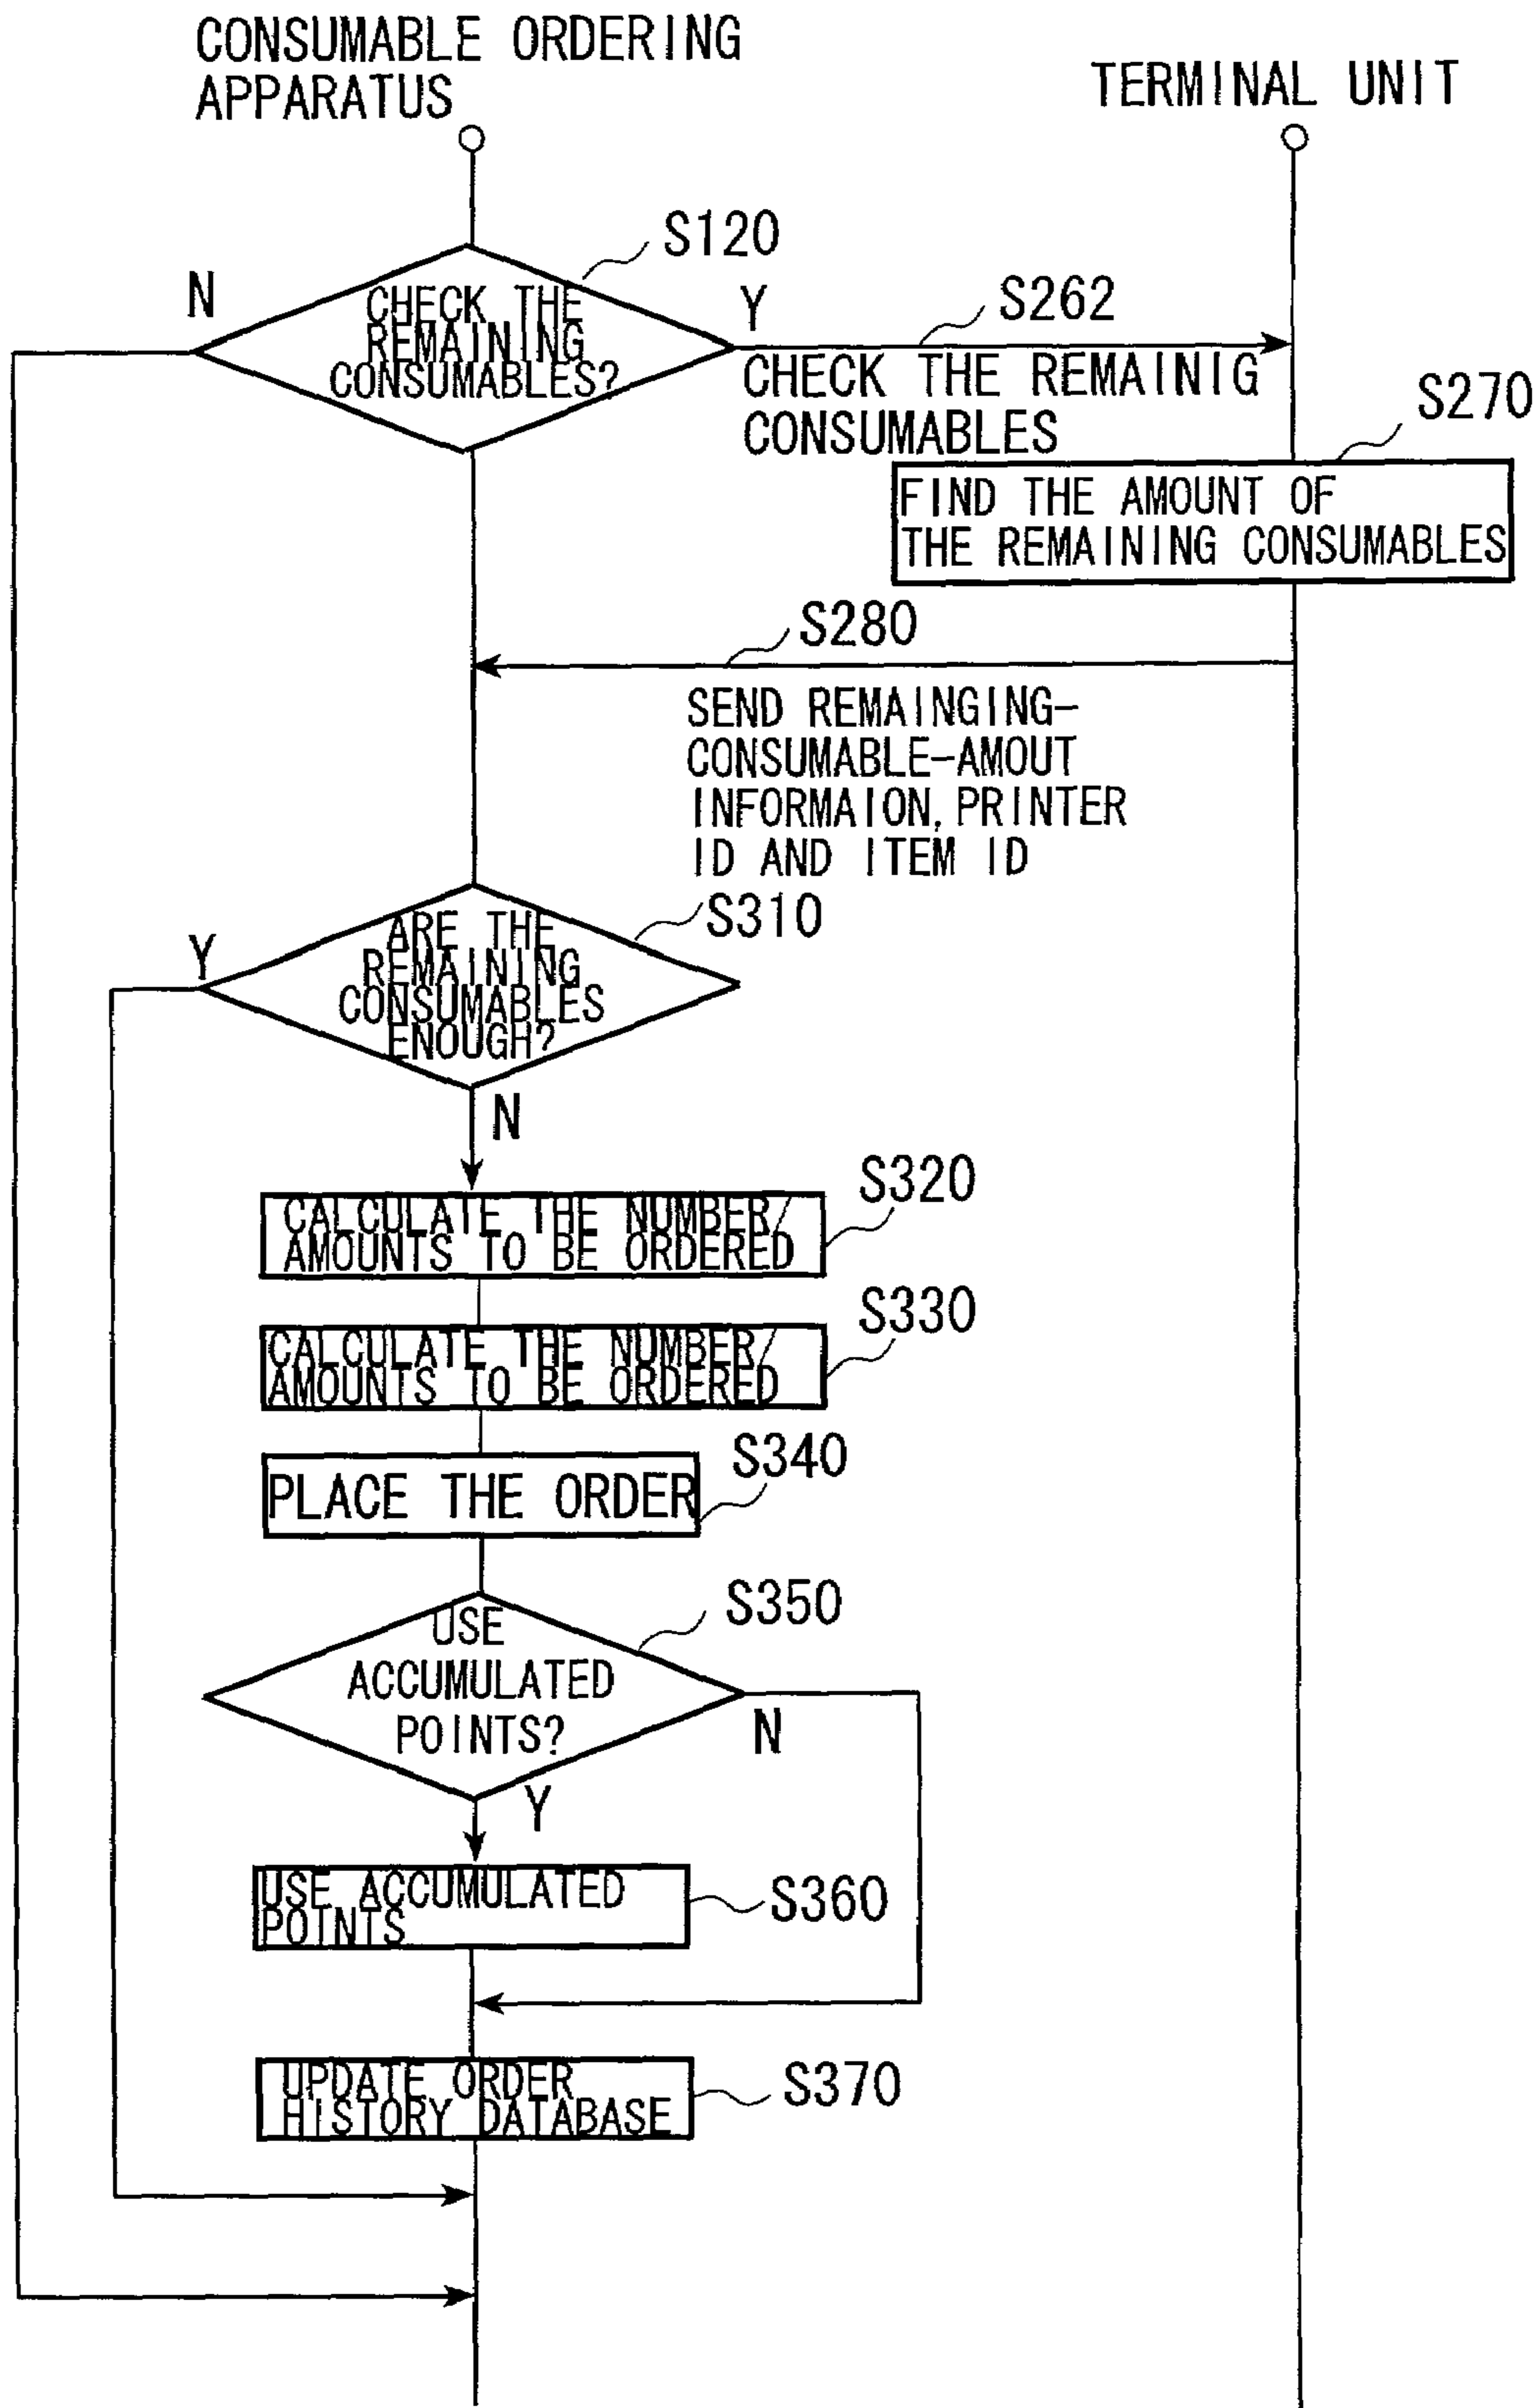 CONSUMABLE ORDERING
APPARATUS
TERMINAL UNIT
S120
N
CHECK THE
REMAINING
CONSUMABLES?
Y
S262
CHECK THE REMAINIG
CONSUMABLES
S270
FIND THE AMOUNT OF
THE REMAINING CONSUMABLES
S280
SEND REMAINGING-
CONSUMABLE-AMOUT
INFORMAION, PRINTER
ID AND ITEM ID
S310
Y
ARE THE
REMAINING
CONSUMABLES
ENOUGH?
N
S320
CALCULATE THE NUMBER/
AMOUNTS TO BE ORDERED
S330
CALCULATE THE NUMBER/
AMOUNTS TO BE ORDERED
S340
PLACE THE ORDER
S350
USE
ACCUMULATED
POINTS?
N
Y
USE ACCUMULATED
POINTS
S360
UPDATE ORDER
HISTORY DATABASE
S370